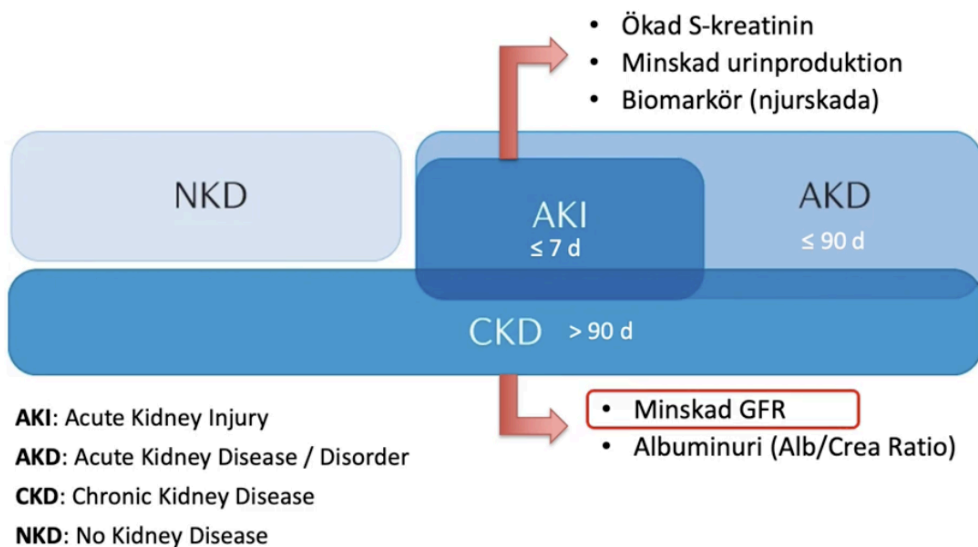 • Ökad S-kreatinin
• Minskad urinproduktion
• Biomarkör (njurskada)
NKD
AKI
≤ 7 d
AKD
≤ 90 d
CKD > 90 d
• Minskad GFR
• Albuminuri (Alb/Crea Ratio)
AKI: Acute Kidney Injury
AKD: Acute Kidney Disease / Disorder
CKD: Chronic Kidney Disease
NKD: No Kidney Disease